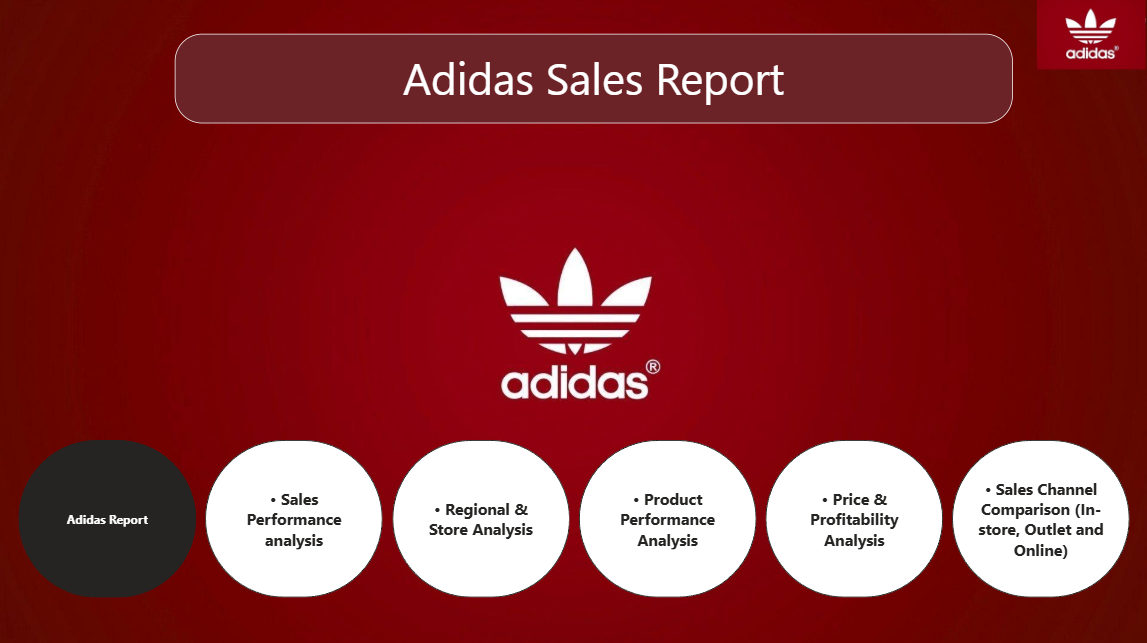 adidas®
Adidas Sales Report
adidas®
Adidas Report
• Sales
Performance
analysis
• Regional &
Store Analysis
• Product
Performance
Analysis
• Price &
Profitability
Analysis
• Sales Channel
Comparison (In-
store, Outlet and
Online)